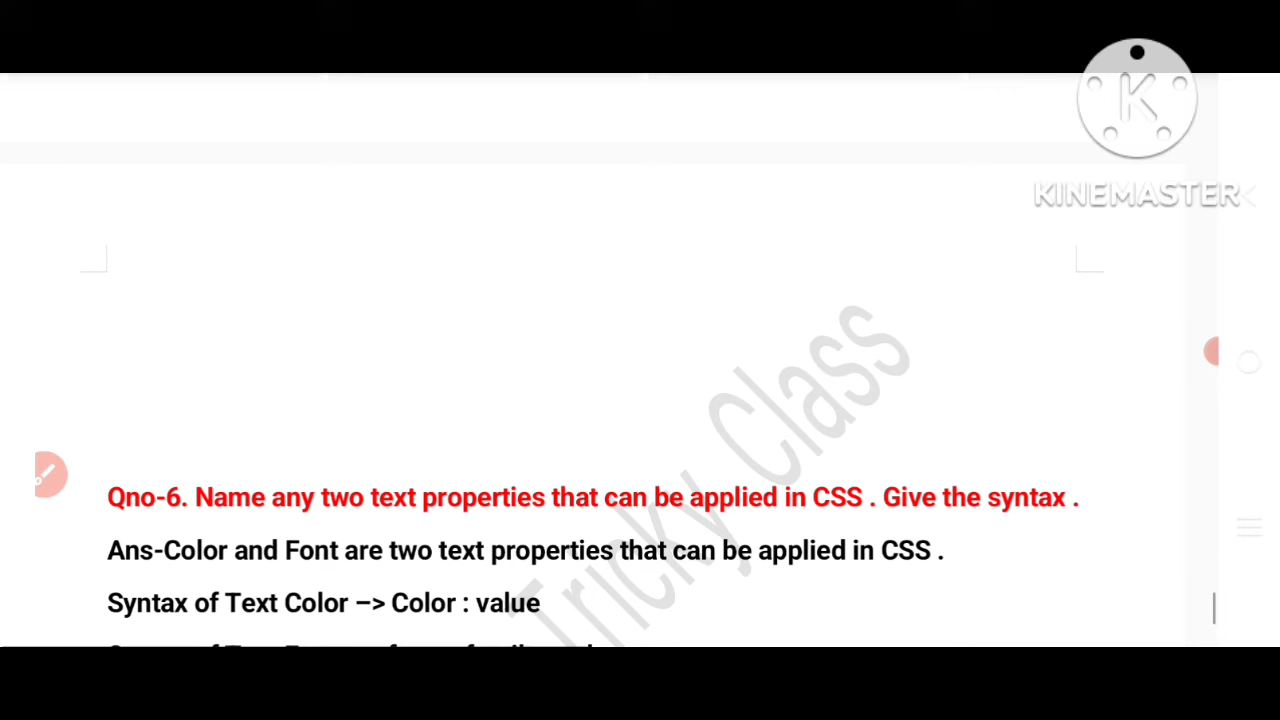 KINEMASTER
Tricky Class
Qno-6. Name any two text properties that can be applied in CSS . Give the syntax .
Ans-Color and Font are two text properties that can be applied in CSS .
Syntax of Text Color –> Color : value